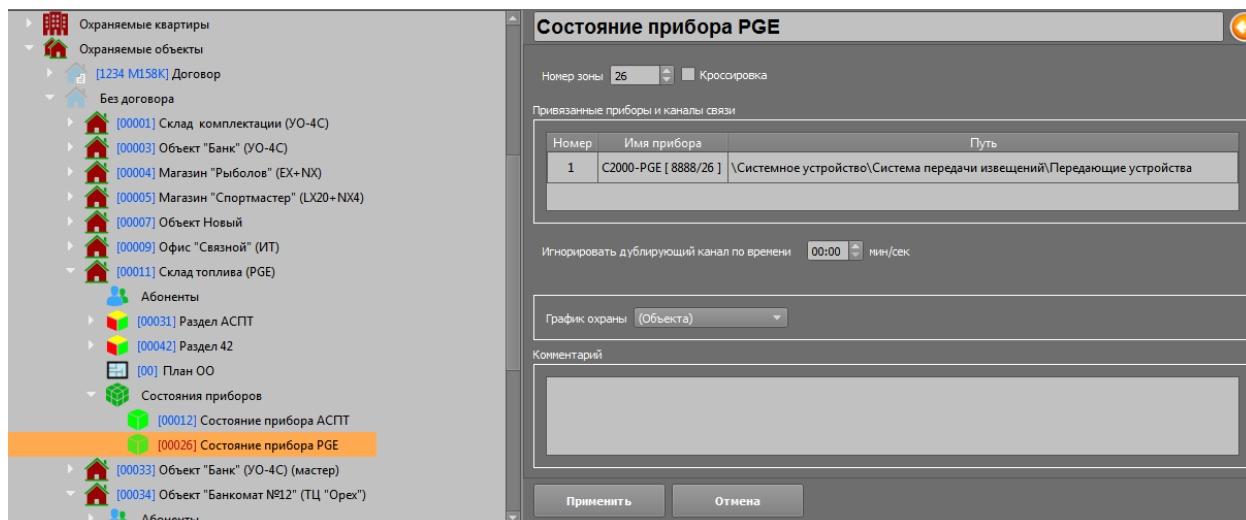 Охраняемые квартиры
Охраняемые объекты
[1234 M158K] Договор
Без договора
[00001] Склад комплектации (УО-4С)
[00003] Объект "Банк" (УО-4С)
[00004] Магазин "Рыболов" (EX+NX)
[00005] Магазин "Спортмастер" (LX20+NX4)
[00007] Объект Новый
[00009] Офис "Связной" (ИТ)
[00011] Склад топлива (PGE)
Абоненты
[00031] Раздел АСПТ
[00042] Раздел 42
[00] План ОО
Состояния приборов
[00012] Состояние прибора АСПТ
[00026] Состояние прибора PGE
[00033] Объект "Банк" (УО-4С) (мастер)
[00034] Объект "Банкомат №12" (ТЦ "Орех")
Абоненты
Состояние прибора PGE
Номер зоны 26 Кроссировка
Привязанные приборы и каналы связи
Номер Имя прибора Путь
1 С2000-PGE [ 8888/26 ] \Системное устройство\Система передачи извещений\Передающие устройства
Игнорировать дублирующий канал по времени 00:00 мин/сек
График охраны (Объекта)
Комментарий
Применить Отмена